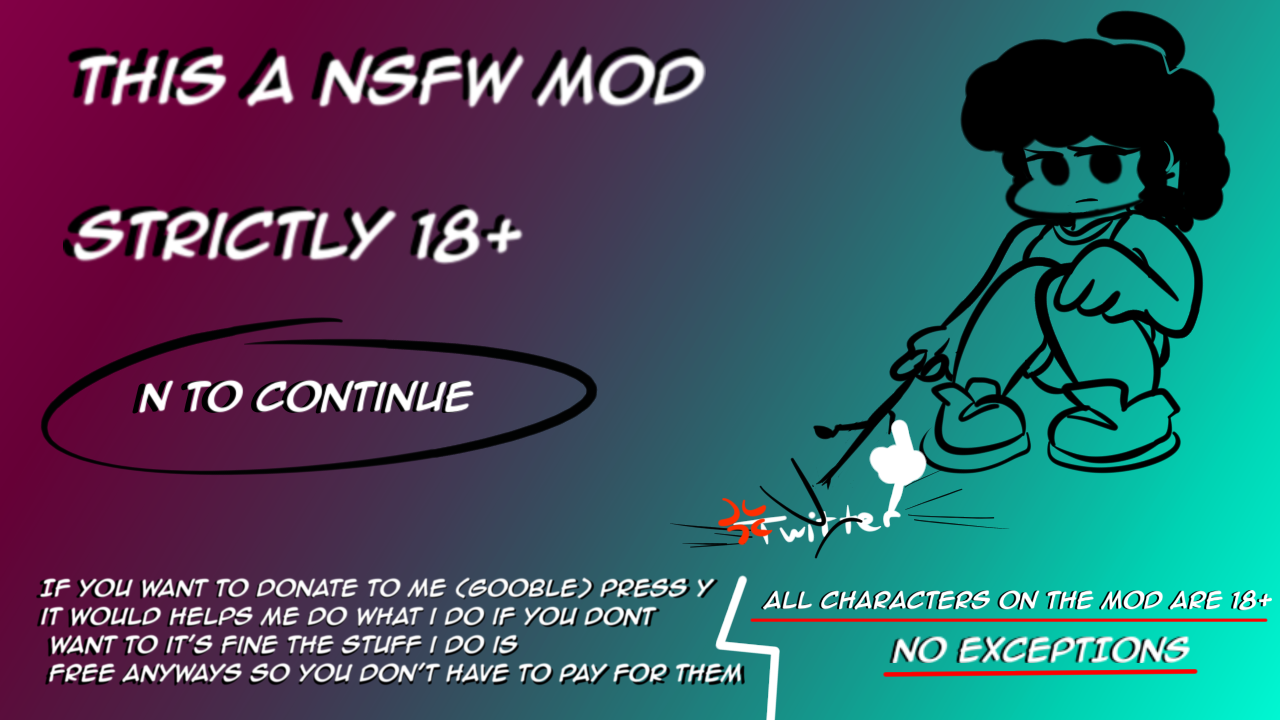 THIS A NSFW MOD
STRICTLY 18+
N TO CONTINUE
Twitter
IF YOU WANT TO DONATE TO ME (GOOBLE) PRESS Y
IT WOULD HELPS ME DO WHAT I DO IF YOU DONT
WANT TO IT'S FINE THE STUFF I DO IS
FREE ANYWAYS SO YOU DON'T HAVE TO PAY FOR THEM
ALL CHARACTERS ON THE MOD ARE 18+
NO EXCEPTIONS